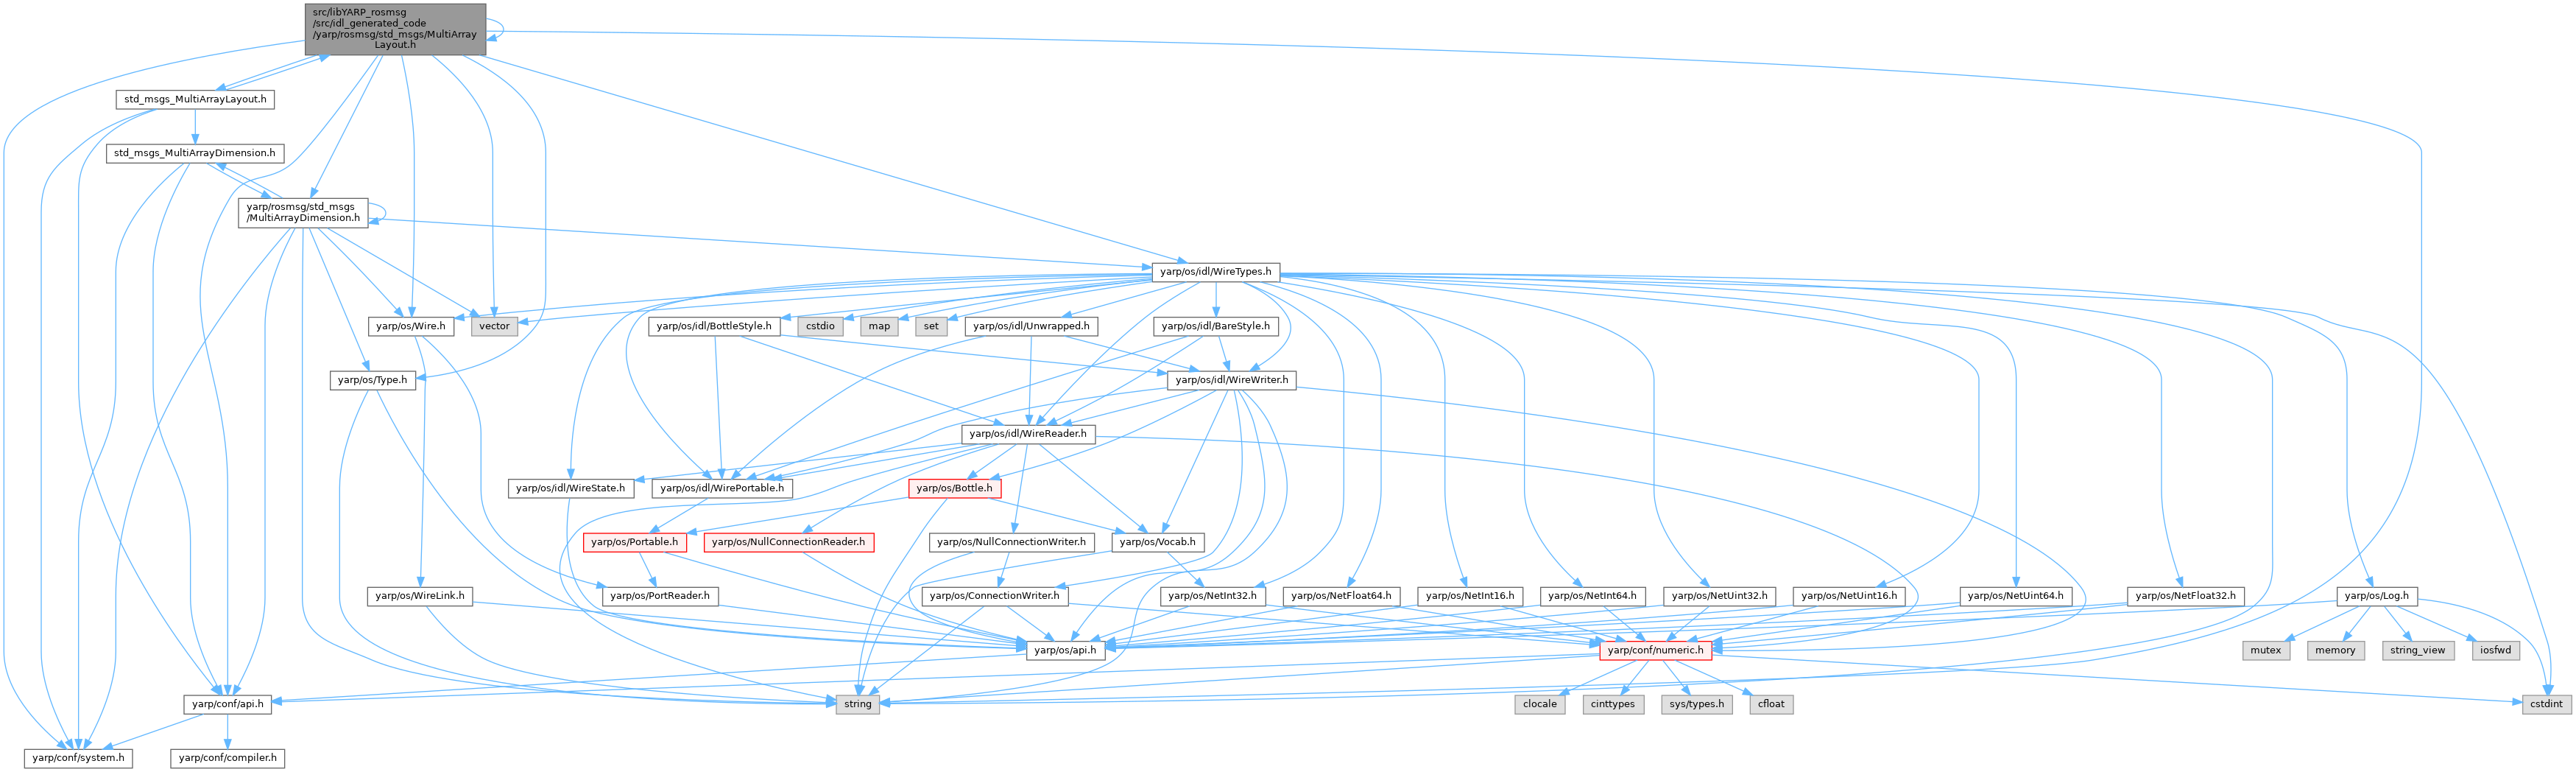 src/libYARP_rosmsg
/src/idl_generated_code
/yarp/rosmsg/std_msgs/MultiArray
Layout.h
std_msgs_MultiArrayLayout.h
std_msgs_MultiArrayDimension.h
yarp/rosmsg/std_msgs
/MultiArrayDimension.h
yarp/os/idl/WireTypes.h
yarp/os/Wire.h
vector
yarp/os/idl/BottleStyle.h
cstdio
map
set
yarp/os/idl/Unwrapped.h
yarp/os/idl/BareStyle.h
yarp/os/Type.h
yarp/os/idl/WireWriter.h
yarp/os/idl/WireReader.h
yarp/os/idl/WireState.h
yarp/os/idl/WirePortable.h
yarp/os/Bottle.h
yarp/os/Portable.h
yarp/os/NullConnectionReader.h
yarp/os/NullConnectionWriter.h
yarp/os/Vocab.h
yarp/os/WireLink.h
yarp/os/PortReader.h
yarp/os/ConnectionWriter.h
yarp/os/NetInt32.h
yarp/os/NetFloat64.h
yarp/os/NetInt16.h
yarp/os/NetInt64.h
yarp/os/NetUint32.h
yarp/os/NetUint16.h
yarp/os/NetUint64.h
yarp/os/NetFloat32.h
yarp/os/Log.h
yarp/os/api.h
yarp/conf/numeric.h
mutex
memory
string_view
iosfwd
yarp/conf/api.h
string
clocale
cinttypes
sys/types.h
cfloat
cstdint
yarp/conf/system.h
yarp/conf/compiler.h